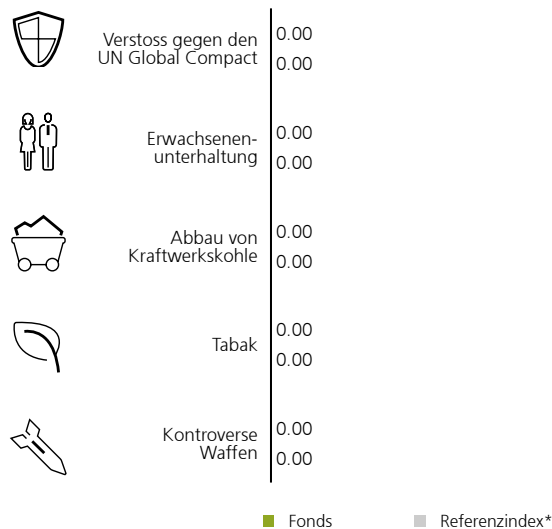 Verstoss gegen den
UN Global Compact
0.00
0.00
Erwachsenen-
unterhaltung
0.00
0.00
Abbau von
Kraftwerkskohle
0.00
0.00
Tabak
0.00
0.00
Kontroverse
Waffen
0.00
0.00
Fonds
Referenzindex*